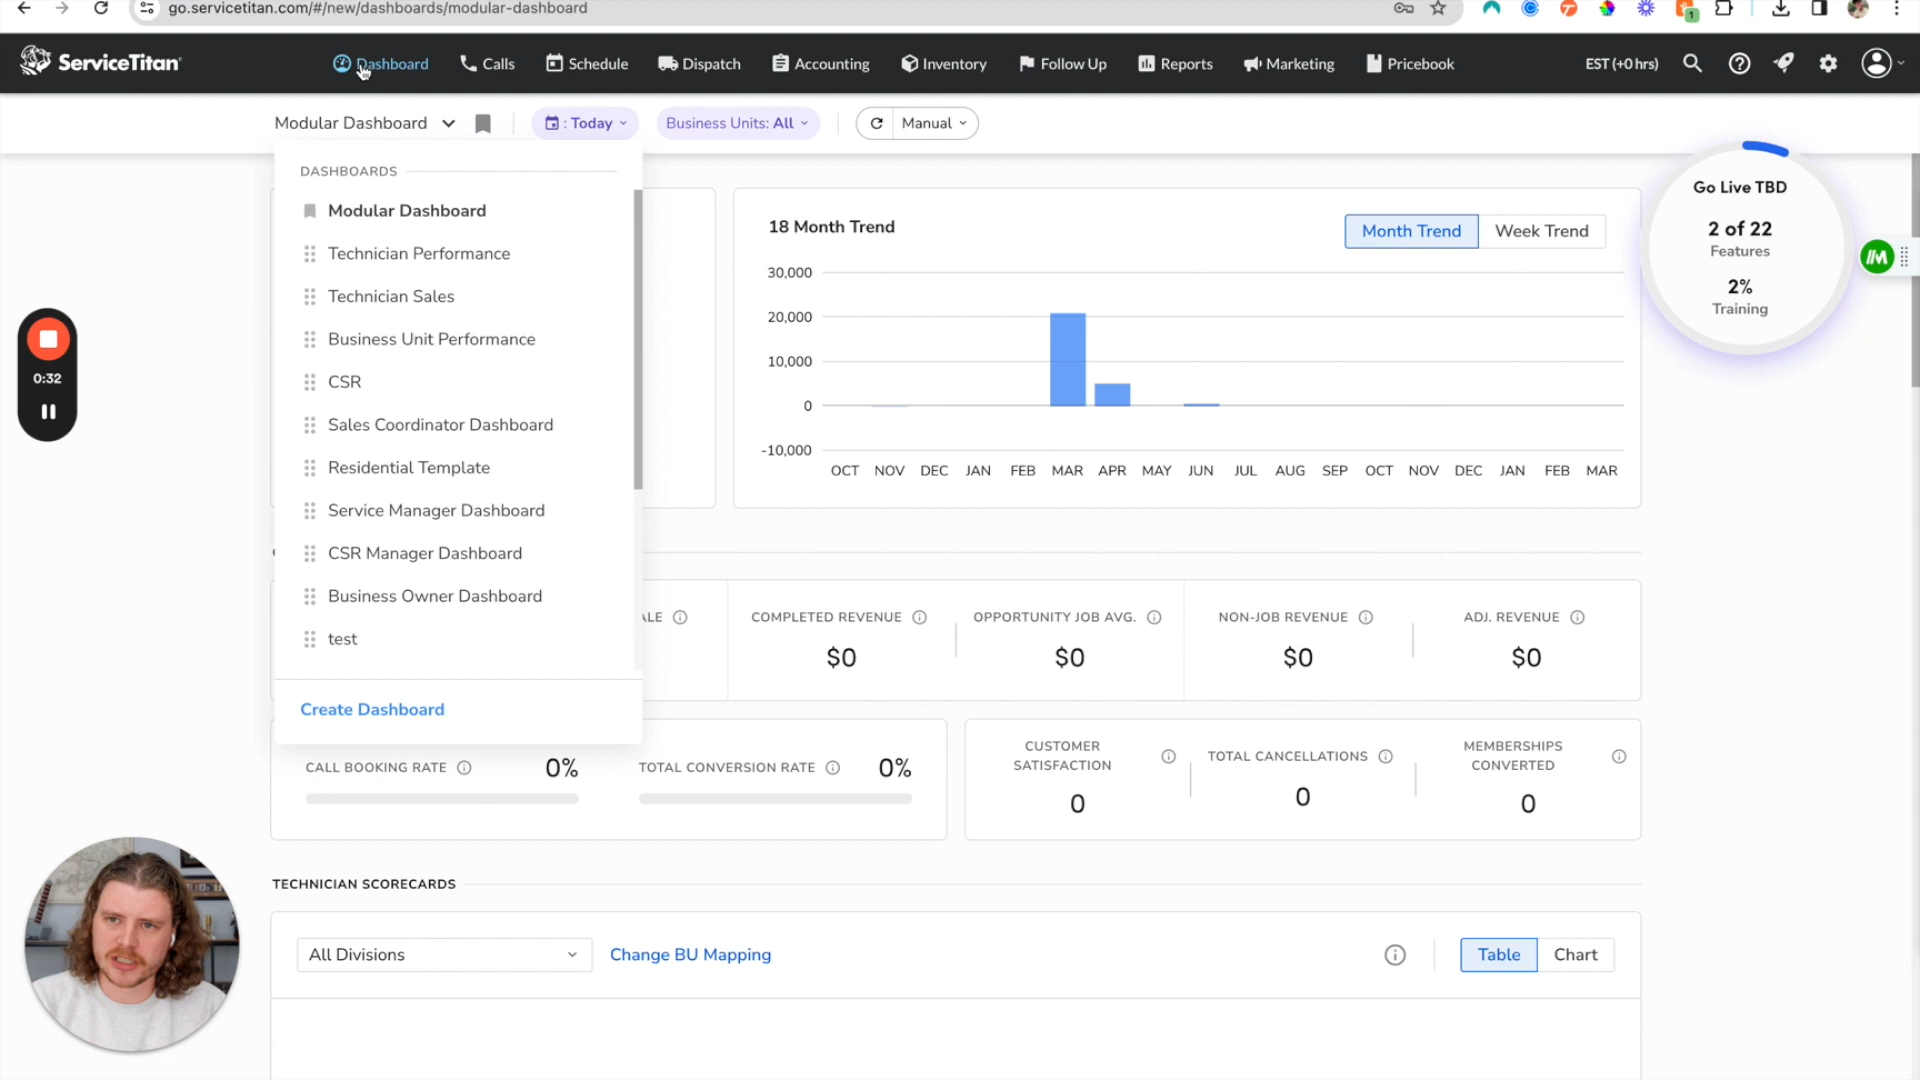 go.servicetitan.com/#/new/dashboards/modular-dashboard
1
ServiceTitan
Dashboard
Calls
Schedule
Dispatch
Accounting
Inventory
Follow Up
Reports
Marketing
Pricebook
EST (+0 hrs)
Modular Dashboard
: Today
Business Units: All
Manual
DASHBOARDS
Modular Dashboard
Technician Performance
Technician Sales
Business Unit Performance
CSR
Sales Coordinator Dashboard
Residential Template
Service Manager Dashboard
CSR Manager Dashboard
Business Owner Dashboard
test
Create Dashboard
18 Month Trend
Month Trend
Week Trend
30,000
20,000
10,000
0
-10,000
OCT NOV DEC JAN FEB MAR APR MAY JUN JUL AUG SEP OCT NOV DEC JAN FEB MAR
Go Live TBD
2 of 22
Features
2%
Training
0:32
ALE
COMPLETED REVENUE
$0
OPPORTUNITY JOB AVG.
$0
NON-JOB REVENUE
$0
ADJ. REVENUE
$0
CALL BOOKING RATE
0%
TOTAL CONVERSION RATE
0%
CUSTOMER
SATISFACTION
0
TOTAL CANCELLATIONS
0
MEMBERSHIPS
CONVERTED
0
TECHNICIAN SCORECARDS
All Divisions
Change BU Mapping
Table
Chart